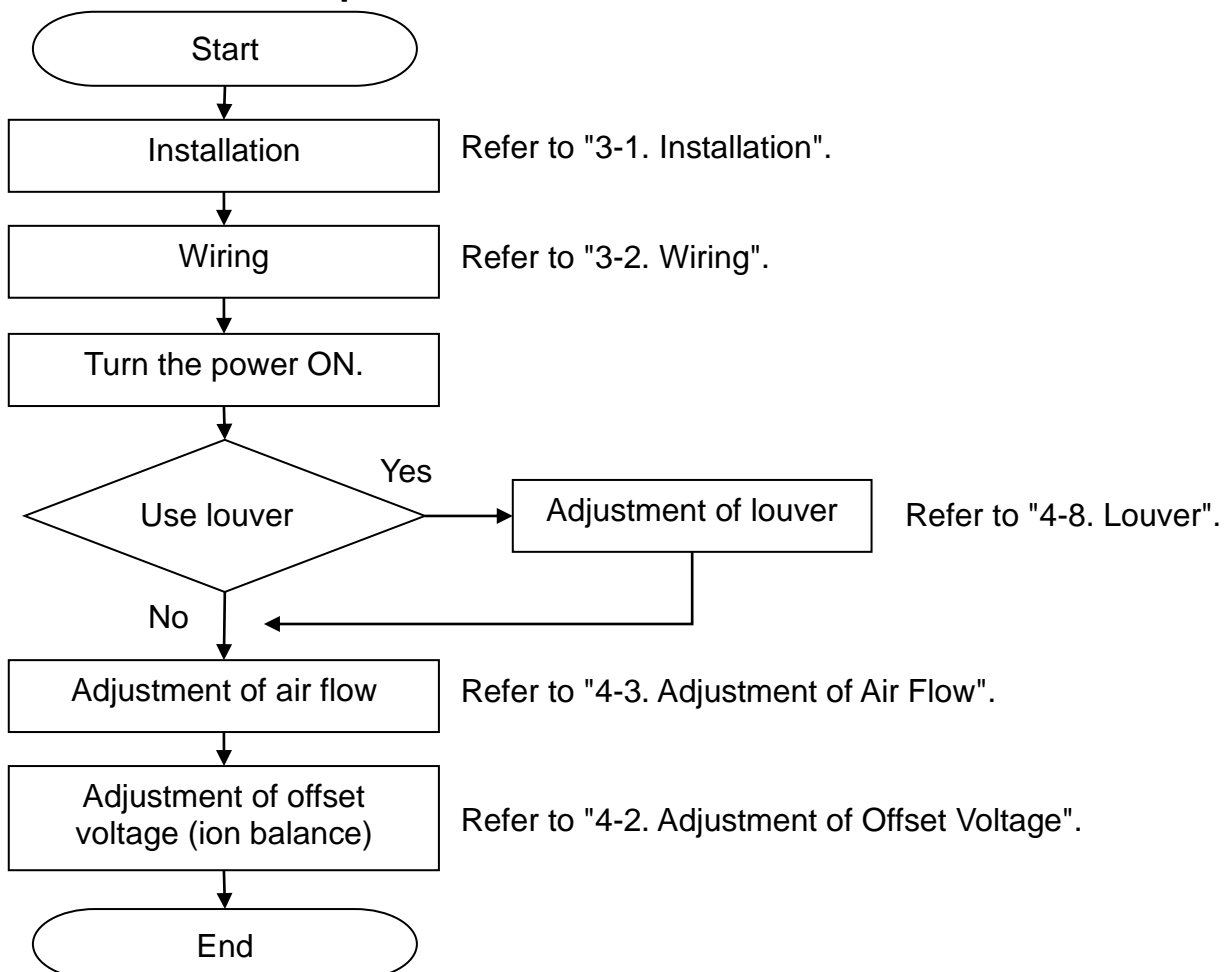 Start
Installation
Refer to "3-1. Installation".
Wiring
Refer to "3-2. Wiring".
Turn the power ON.
Yes
Use louver
Adjustment of louver
Refer to "4-8. Louver".
No
Adjustment of air flow
Refer to "4-3. Adjustment of Air Flow".
Adjustment of offset
voltage (ion balance)
Refer to "4-2. Adjustment of Offset Voltage".
End